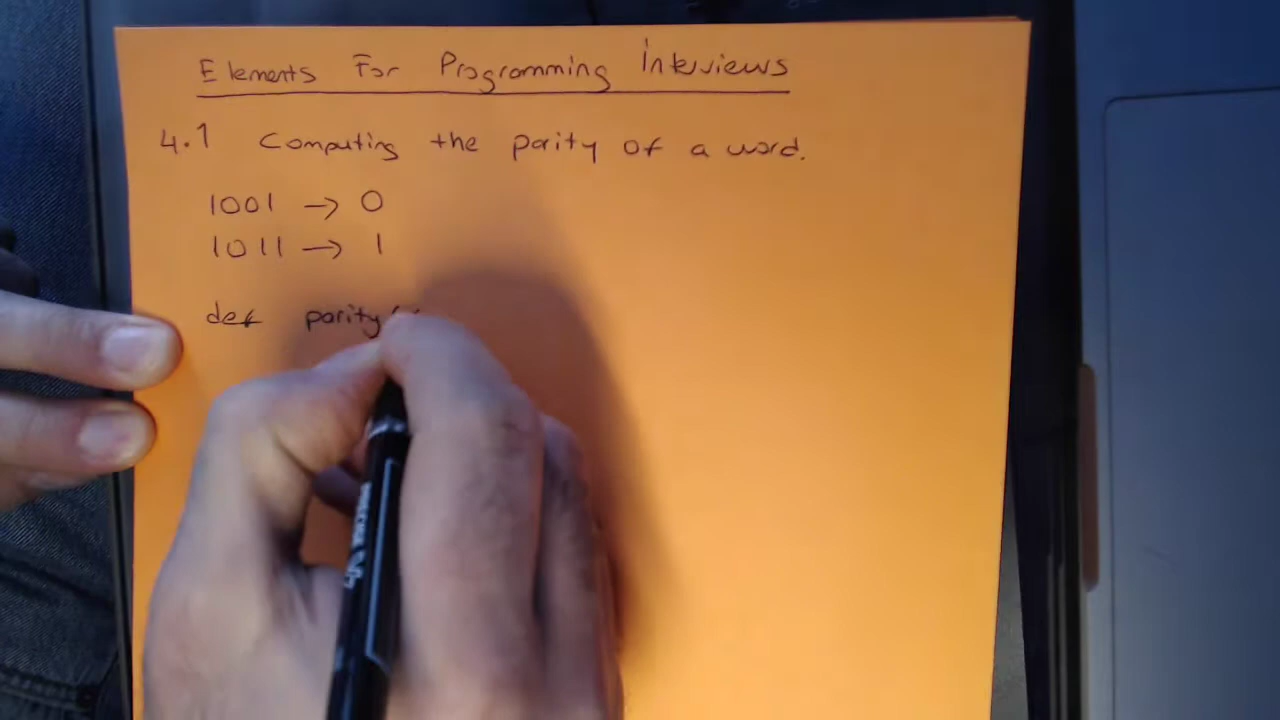 Elements For Programming Interviews
4.1 Computing the parity of a word.
1001 → 0
1011 → 1
def parity(